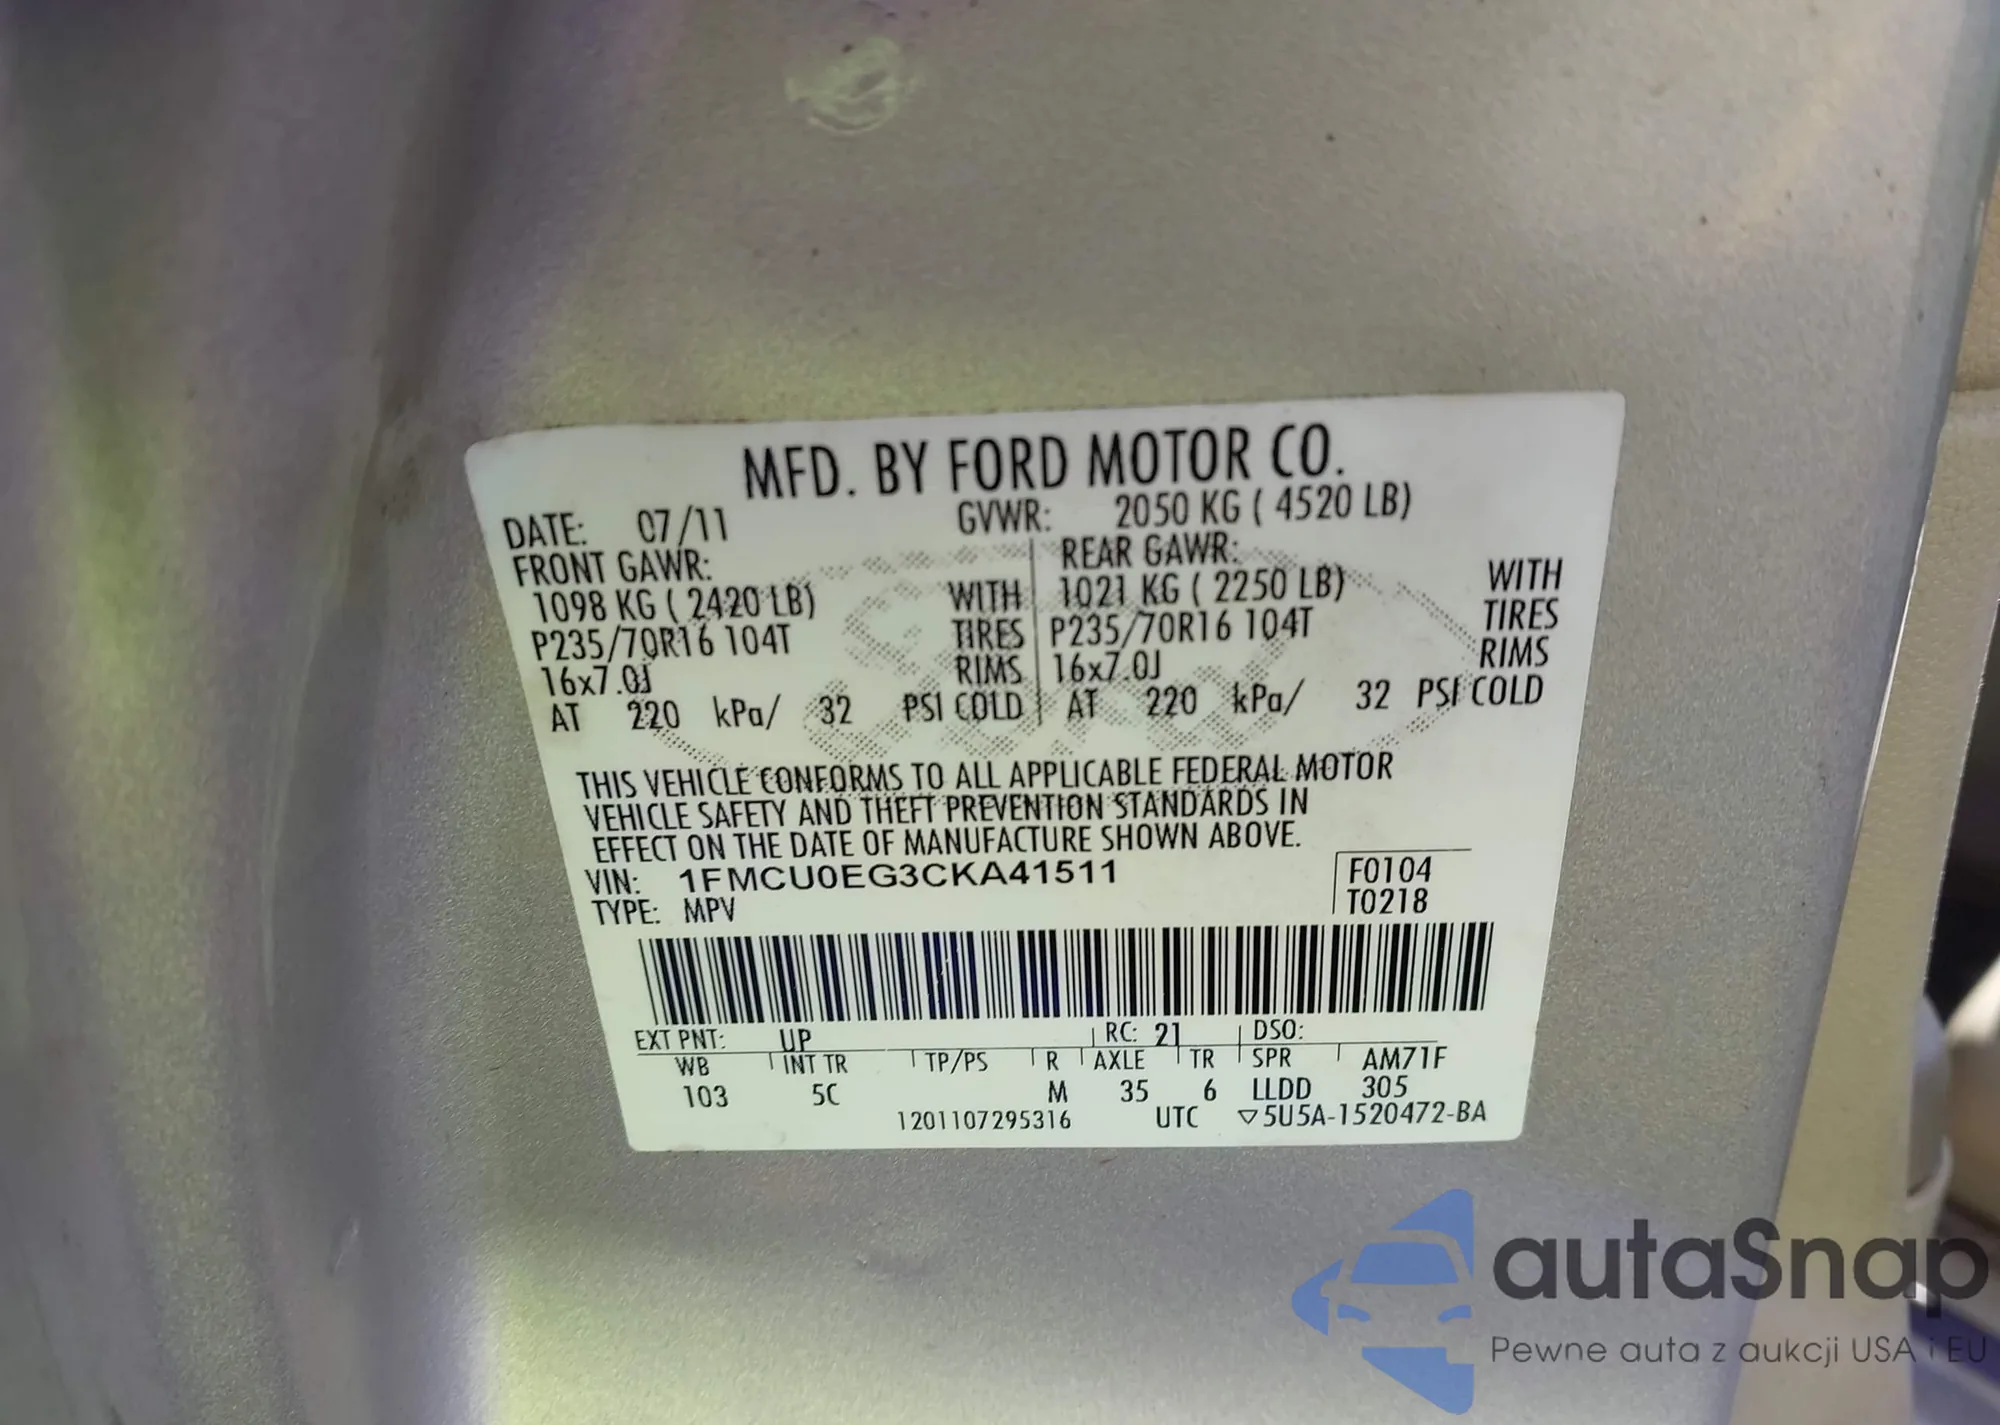 MFD. BY FORD MOTOR CO.
DATE: 07/11 GVWR: 2050 KG ( 4520 LB)
FRONT GAWR: REAR GAWR:
1098 KG ( 2420 LB) WITH 1021 KG ( 2250 LB) WITH
P235/70R16 104T TIRES P235/70R16 104T TIRES
16x7.0J RIMS 16x7.0J RIMS
AT 220 kPa/ 32 PSI COLD AT 220 kPa/ 32 PSI COLD
THIS VEHICLE CONFORMS TO ALL APPLICABLE FEDERAL MOTOR
VEHICLE SAFETY AND THEFT PREVENTION STANDARDS IN
EFFECT ON THE DATE OF MANUFACTURE SHOWN ABOVE.
VIN: 1FMCU0EG3CKA41511 F0104
TYPE: MPV T0218
EXT PNT: UP RC: 21 DSO:
WB INT TR TP/PS R AXLE TR SPR AM71F
103 5C M 35 6 LLDD 305
1201107295316 UTC ▽5U5A-1520472-BA
autaSnap
Pewne auta z aukcji USA i EU